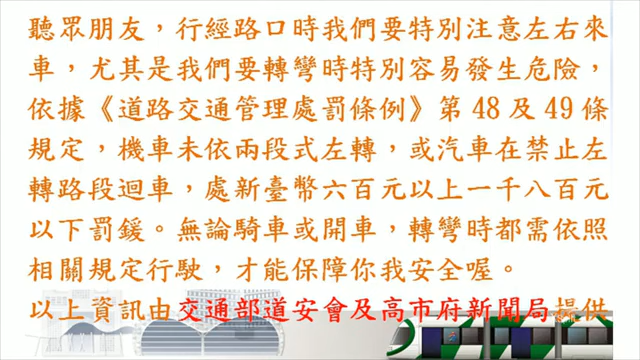 聽眾朋友，行經路口時我們要特別注意左右來
車，尤其是我們要轉彎時特別容易發生危險，
依據《道路交通管理處罰條例》第 48 及 49 條
規定，機車未依兩段式左轉，或汽車在禁止左
轉路段迴車，處新臺幣六百元以上一千八百元
以下罰鍰。無論騎車或開車，轉彎時都需依照
相關規定行駛，才能保障你我安全喔。
以上資訊由交通部道安會及高市府新聞局提供